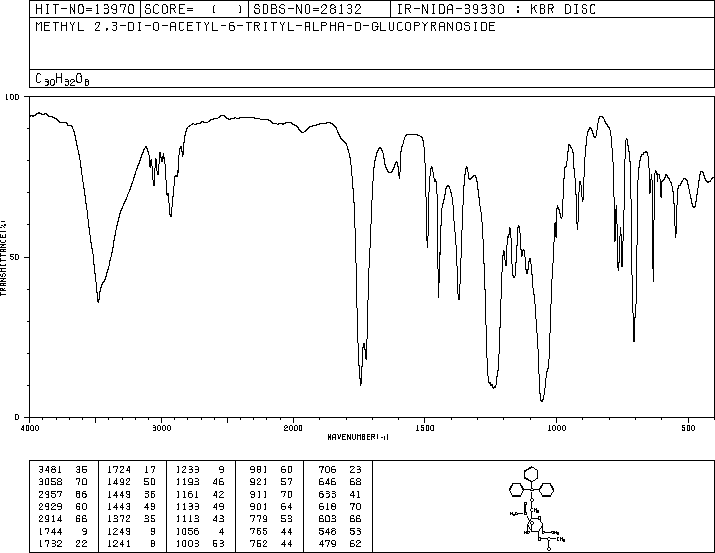 HIT-NO=13970 SCORE= ( ) SDBS-NO=28132 IR-NIDA-39330 : KBR DISC
METHYL 2,3-DI-O-ACETYL-6-TRITYL-ALPHA-D-GLUCOPYRANOSIDE
C30H32O8
100
50
0
TRANSMITTANCE(%)
4000 3000 2000 1500 1000 500
WAVENUMBER(-1)
3481 36 1724 17 1233 9 981 60 706 23
3058 70 1492 50 1193 46 921 57 646 68
2957 66 1449 36 1161 42 911 70 633 41
2929 60 1443 49 1133 49 901 64 618 70
2914 66 1372 35 1113 43 779 53 603 66
1744 9 1249 9 1056 4 765 44 548 53
1732 22 1241 8 1003 53 752 44 479 62